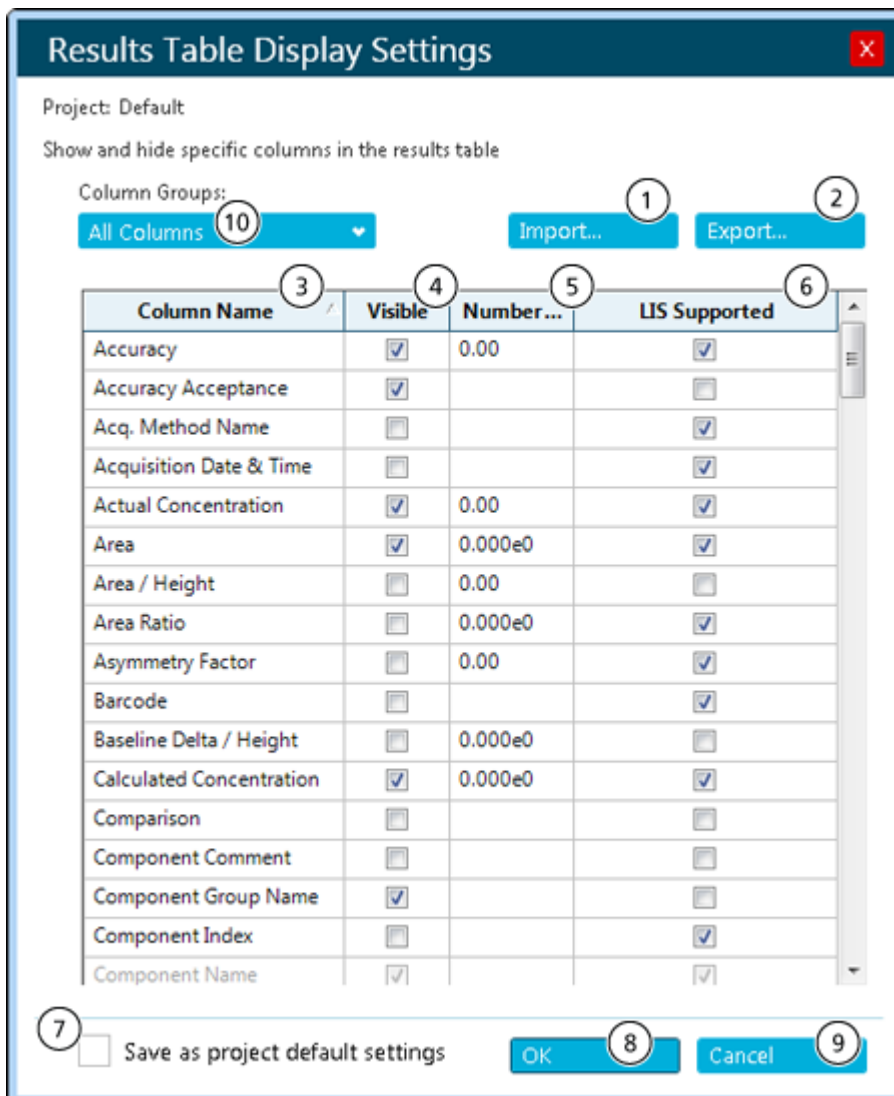 Results Table Display Settings X
Project: Default
Show and hide specific columns in the results table
Column Groups:
All Columns 10 Import... 1 Export... 2
Column Name 3 Visible 4 Number... 5 LIS Supported 6
Accuracy 0.00
Accuracy Acceptance
Acq. Method Name
Acquisition Date & Time
Actual Concentration 0.00
Area 0.000e0
Area / Height 0.00
Area Ratio 0.000e0
Asymmetry Factor 0.00
Barcode
Baseline Delta / Height 0.000e0
Calculated Concentration 0.000e0
Comparison
Component Comment
Component Group Name
Component Index
Component Name
7 Save as project default settings OK 8 Cancel 9